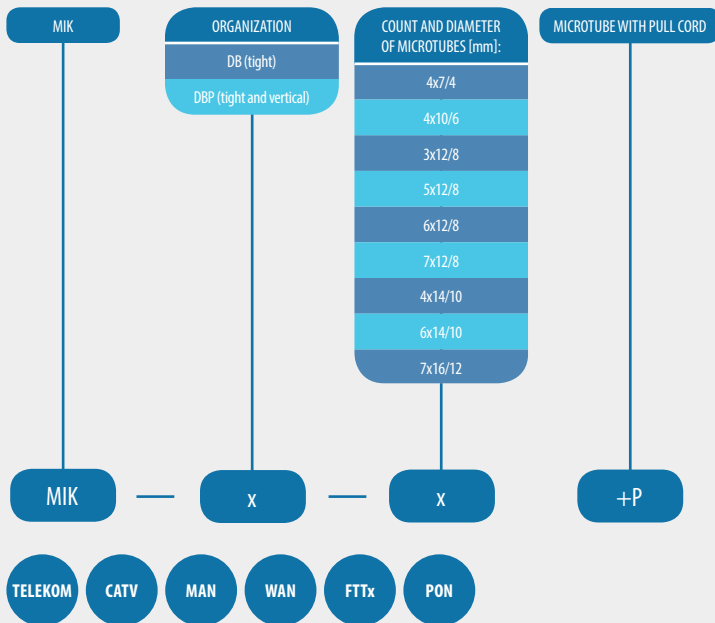 MIK
ORGANIZATION
DB (tight)
DBP (tight and vertical)
COUNT AND DIAMETER
OF MICROTUBES [mm]:
4x7/4
4x10/6
3x12/8
5x12/8
6x12/8
7x12/8
4x14/10
6x14/10
7x16/12
MICROTUBE WITH PULL CORD
MIK — x — x +P
TELEKOM CATV MAN WAN FTTx PON